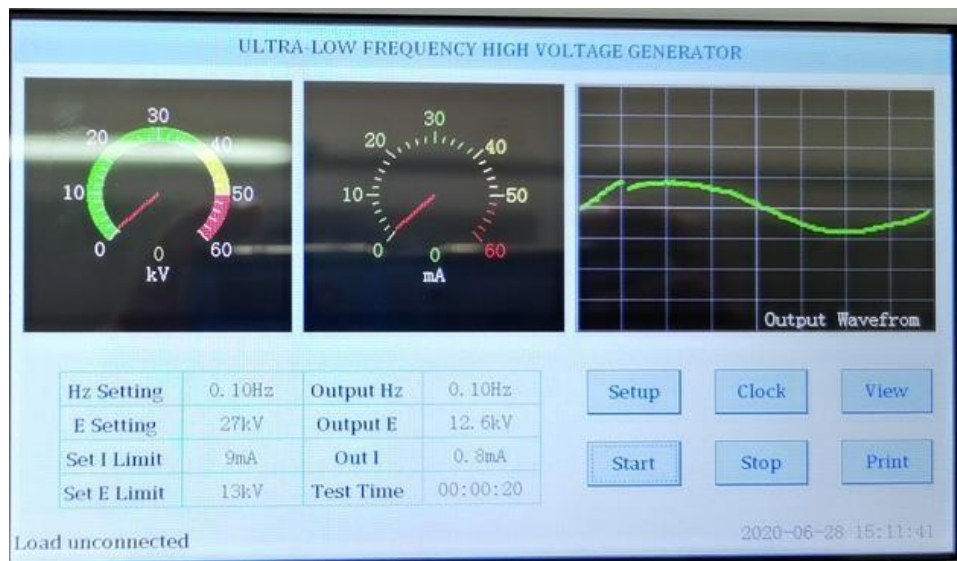 ULTRA-LOW FREQUENCY HIGH VOLTAGE GENERATOR
0 10 20 30 40 50 60
0
kV
0 10 20 30 40 50 60
0
mA
Output Wavefrom
Hz Setting 0.10Hz Output Hz 0.10Hz
E Setting 27kV Output E 12.6kV
Set I Limit 9mA Out I 0.8mA
Set E Limit 13kV Test Time 00:00:20
Setup Clock View
Start Stop Print
Load unconnected
2020-06-28 15:11:41